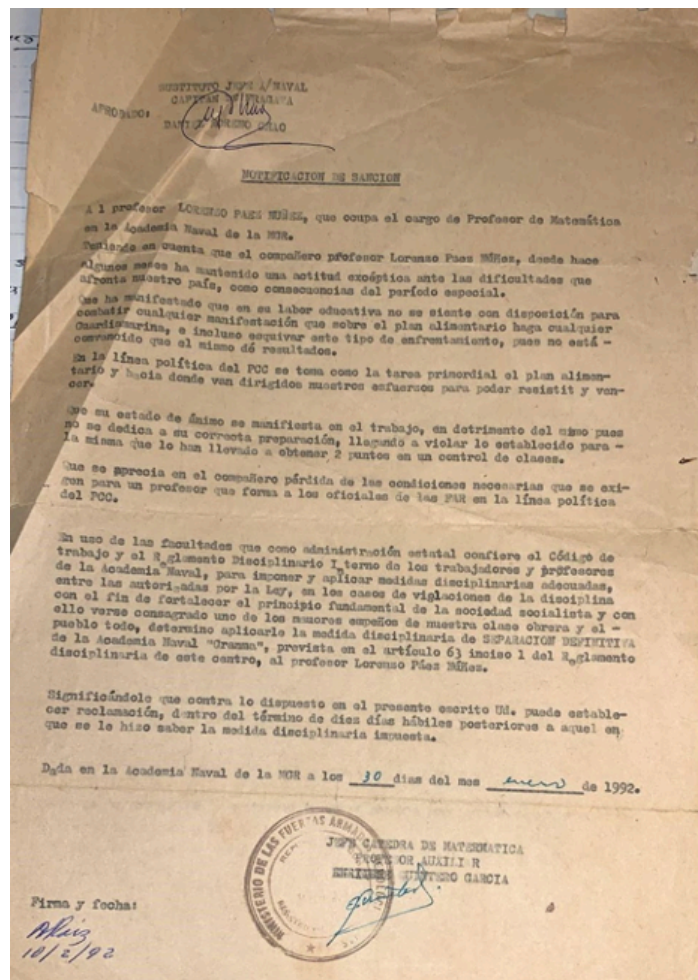 SUSTITUTO JEFE A/NAVAL
CAPITAN DE FRAGATA
APROBADO:
DANIEL MORENO GRAO
NOTIFICACION DE SANCION
A l profesor LORENZO PAEZ NUÑEZ, que ocupa el cargo de Profesor de Matemática
en la Academia Naval de la MGR.
Teniendo en cuenta que el compañero profesor Lorenzo Paez Núñez, desde hace
algunos meses ha mantenido una actitud excéptica ante las dificultades que
afronta nuestro país, como consecuencias del período especial.
Que ha manifestado que en su labor educativa no se siente con disposición para
combatir cualquier manifestación que sobre el plan alimentario haga cualquier
Guardiamarina, e incluso esquivar este tipo de enfrentamiento, pues no está -
convencido que el mismo dé resultados.
En la línea política del PCC se toma como la tarea primordial el plan alimen-
tario y hacia donde van dirigidos nuestros esfuerzos para poder resistit y ven-
cer.
Que su estado de ánimo se manifiesta en el trabajo, en detrimento del mimo pues
no se dedica a su correcta preparación, llegando a violar lo establecido para -
la misma que lo han llevado a obtener 2 puntos en un control de clases.
Que se aprecia en el compañero pérdida de las condiciones necesarias que se exi-
gen para un profesor que forma a los oficiales de las FAR en la línea política
del PCC.
En uso de las facultades que como administración estatal confiere el Código de
trabajo y el Reglamento Disciplinario Interno de los trabajadores y profesores
de la Academia Naval, para imponer y aplicar medidas disciplinarias adecuadas,
entre las autorizadas por la Ley, en los casos de violaciones de la disciplina
con el fin de fortalecer el principio fundamental de la sociedad socialista y con
ello verse consagrado uno de los mayores empeños de nuestra clase obrera y el -
pueblo todo, determino aplicarle la medida disciplinaria de SEPARACION DEFINITIVA
de la Academia Naval "Granma", prevista en el artículo 63 inciso l del Reglamento
disciplinaria de este centro, al profesor Lorenzo Páez Núñez.
Significándole que contra lo dispuesto en el presente escrito Ud. puede estable-
cer reclamación, dentro del término de diez días hábiles posteriores a aquel en
que se le hizo saber la medida disciplinaria impuesta.
Dada en la Academia Naval de la MGR a los 30 dias del mes enero de 1992.
MINISTERIO DE LAS FUERZAS ARMADAS
JEFE CATEDRA DE MATEMATICA
PROFESOR AUXILIAR
ENRIQUE QUINTERO GARCIA
Firma y fecha:
10/2/92